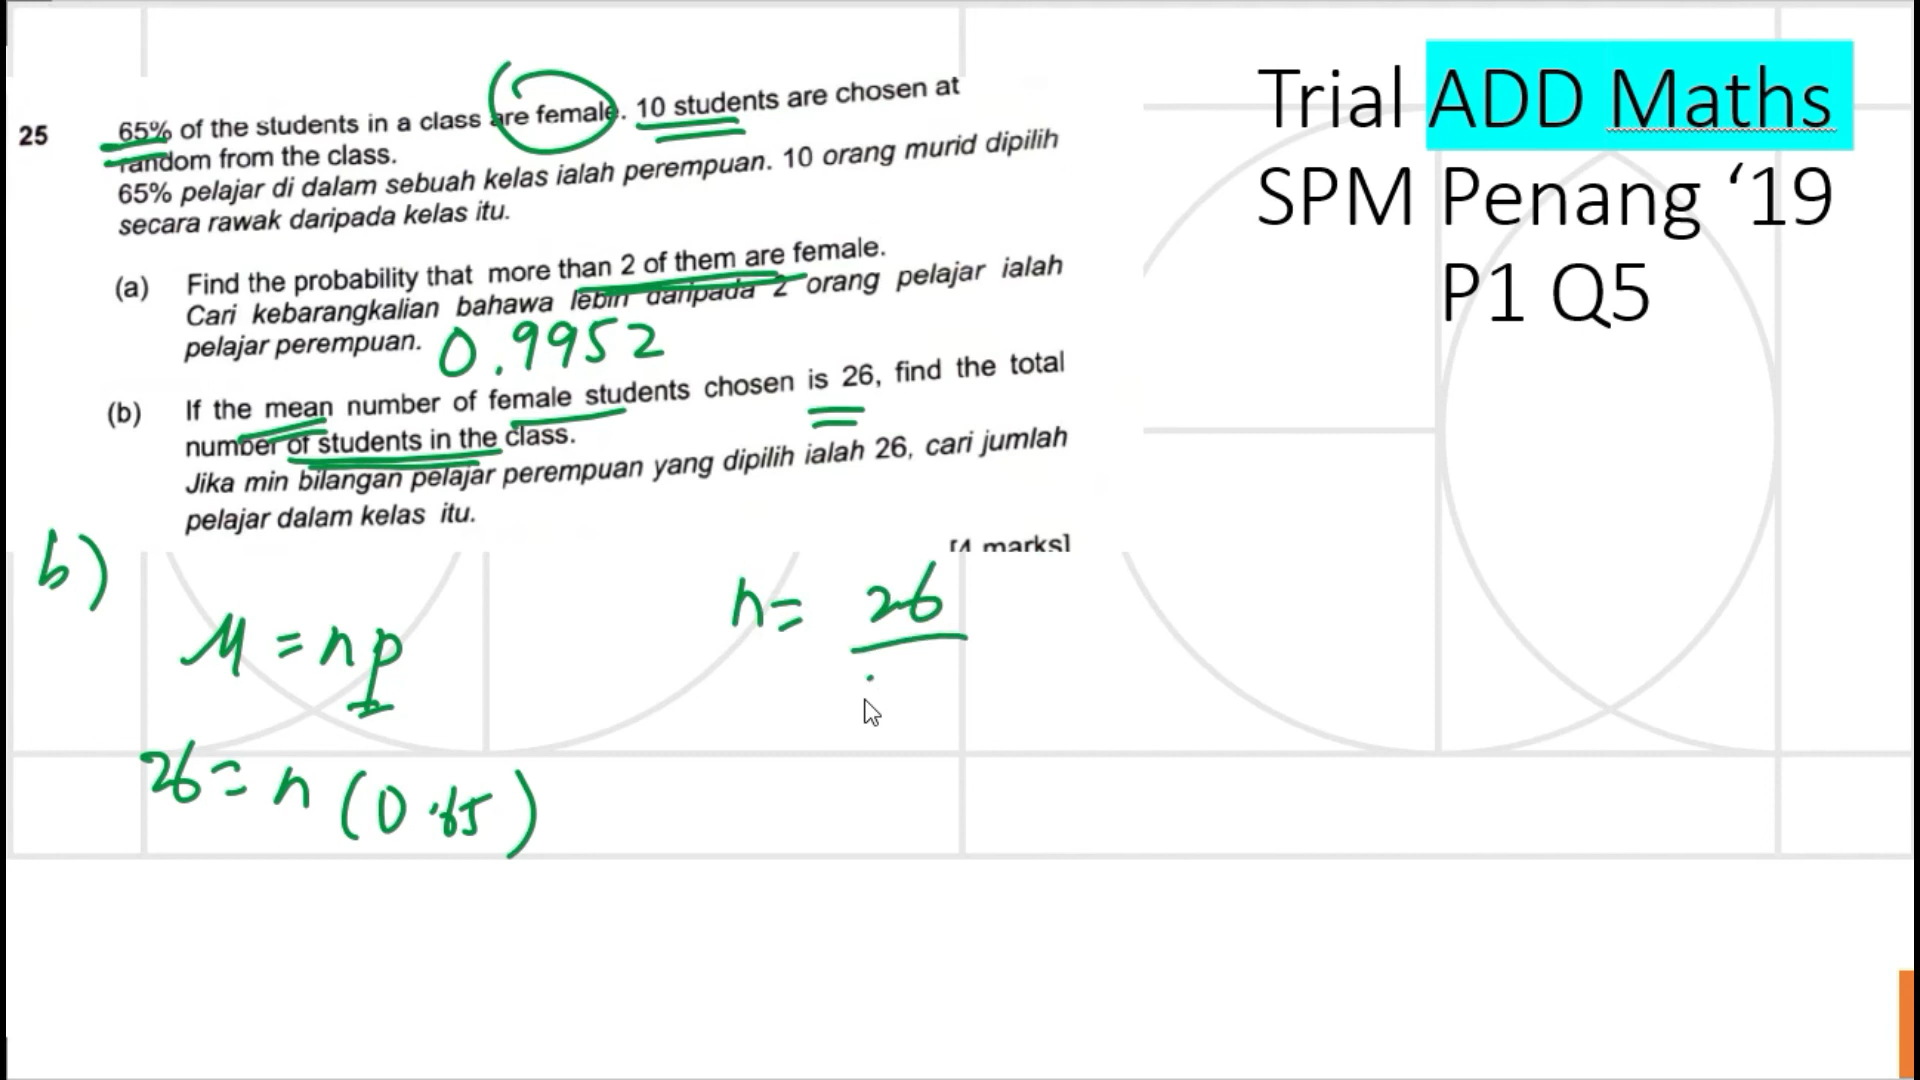 Trial ADD Maths
SPM Penang ‘19
P1 Q5
25
65% of the students in a class are female. 10 students are chosen at
random from the class.
65% pelajar di dalam sebuah kelas ialah perempuan. 10 orang murid dipilih
secara rawak daripada kelas itu.
(a) Find the probability that more than 2 of them are female.
Cari kebarangkalian bahawa lebih daripada 2 orang pelajar ialah
pelajar perempuan. 0.9952
(b) If the mean number of female students chosen is 26, find the total
number of students in the class.
Jika min bilangan pelajar perempuan yang dipilih ialah 26, cari jumlah
pelajar dalam kelas itu.
[4 marks]
b)
μ = np
26 = n (0.65)
n = 26